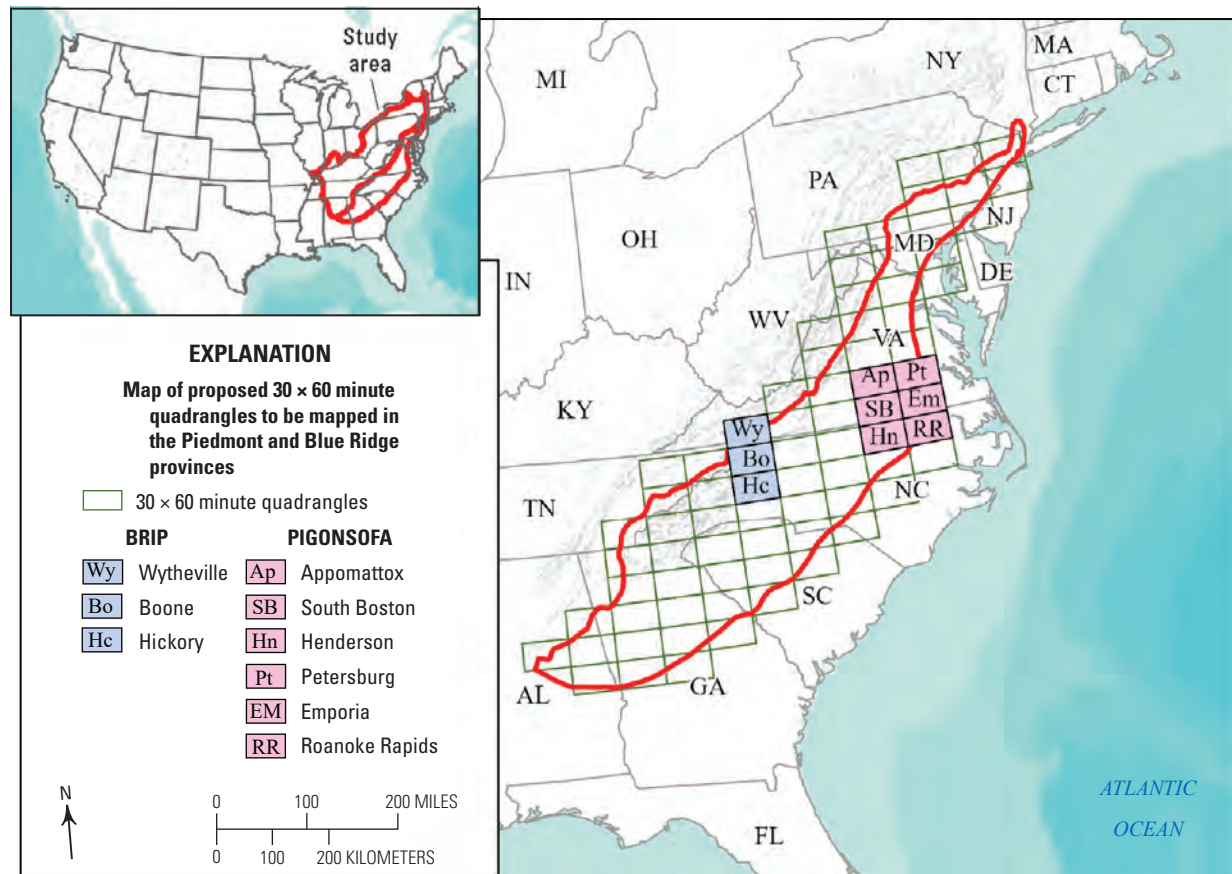 Study
area
EXPLANATION
Map of proposed 30 × 60 minute
quadrangles to be mapped in
the Piedmont and Blue Ridge
provinces
30 × 60 minute quadrangles
BRIP
Wy Wytheville
Bo Boone
Hc Hickory
PIGONSOFA
Ap Appomattox
SB South Boston
Hn Henderson
Pt Petersburg
EM Emporia
RR Roanoke Rapids
N
0 100 200 MILES
0 100 200 KILOMETERS
MI
NY
MA
CT
PA
OH
NJ
MD
IN
DE
WV
VA
KY
Ap Pt
SB Em
Hn RR
Wy
Bo
Hc
TN
NC
SC
AL
GA
FL
ATLANTIC
OCEAN